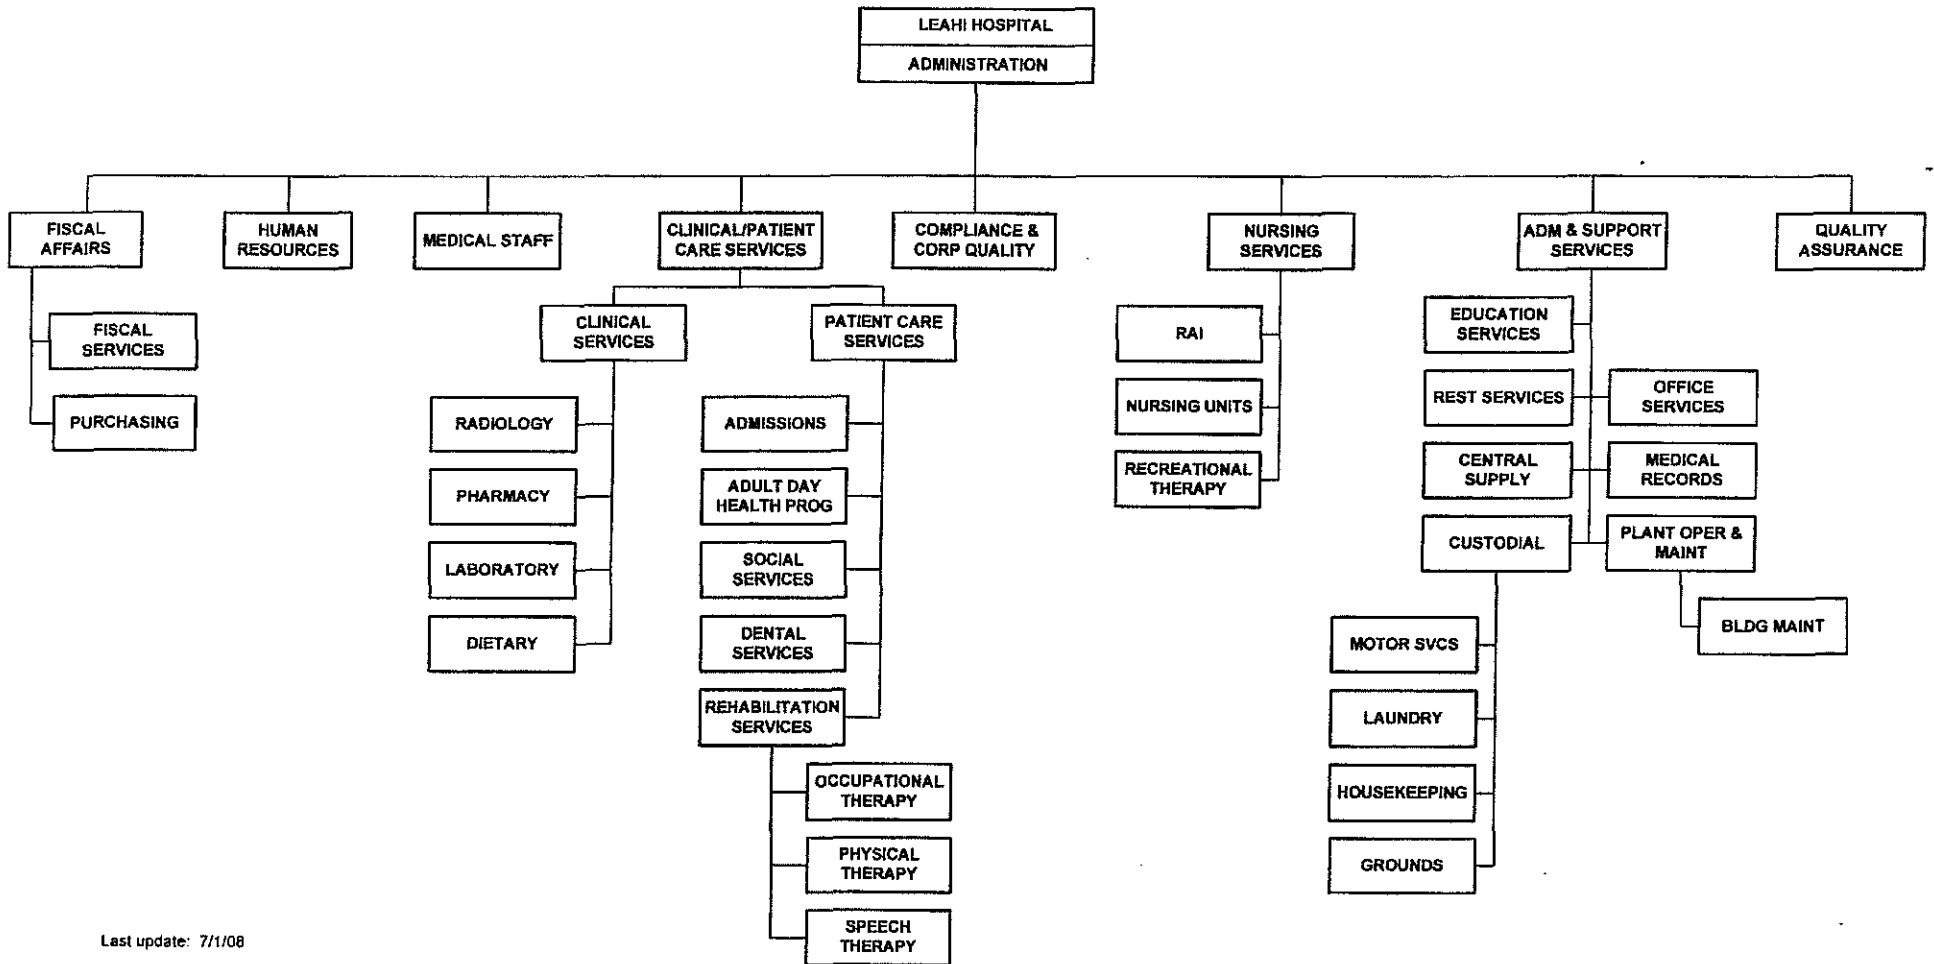 LEAHI HOSPITAL
ADMINISTRATION
FISCAL
AFFAIRS
HUMAN
RESOURCES
MEDICAL STAFF
CLINICAL/PATIENT
CARE SERVICES
COMPLIANCE &
CORP QUALITY
NURSING
SERVICES
ADM & SUPPORT
SERVICES
QUALITY
ASSURANCE
FISCAL
SERVICES
PURCHASING
CLINICAL
SERVICES
RADIOLOGY
PHARMACY
LABORATORY
DIETARY
PATIENT CARE
SERVICES
ADMISSIONS
ADULT DAY
HEALTH PROG
SOCIAL
SERVICES
DENTAL
SERVICES
REHABILITATION
SERVICES
OCCUPATIONAL
THERAPY
PHYSICAL
THERAPY
SPEECH
THERAPY
RAI
NURSING UNITS
RECREATIONAL
THERAPY
EDUCATION
SERVICES
REST SERVICES
OFFICE
SERVICES
CENTRAL
SUPPLY
MEDICAL
RECORDS
CUSTODIAL
PLANT OPER &
MAINT
BLDG MAINT
MOTOR SVCS
LAUNDRY
HOUSEKEEPING
GROUNDS
Last update: 7/1/08